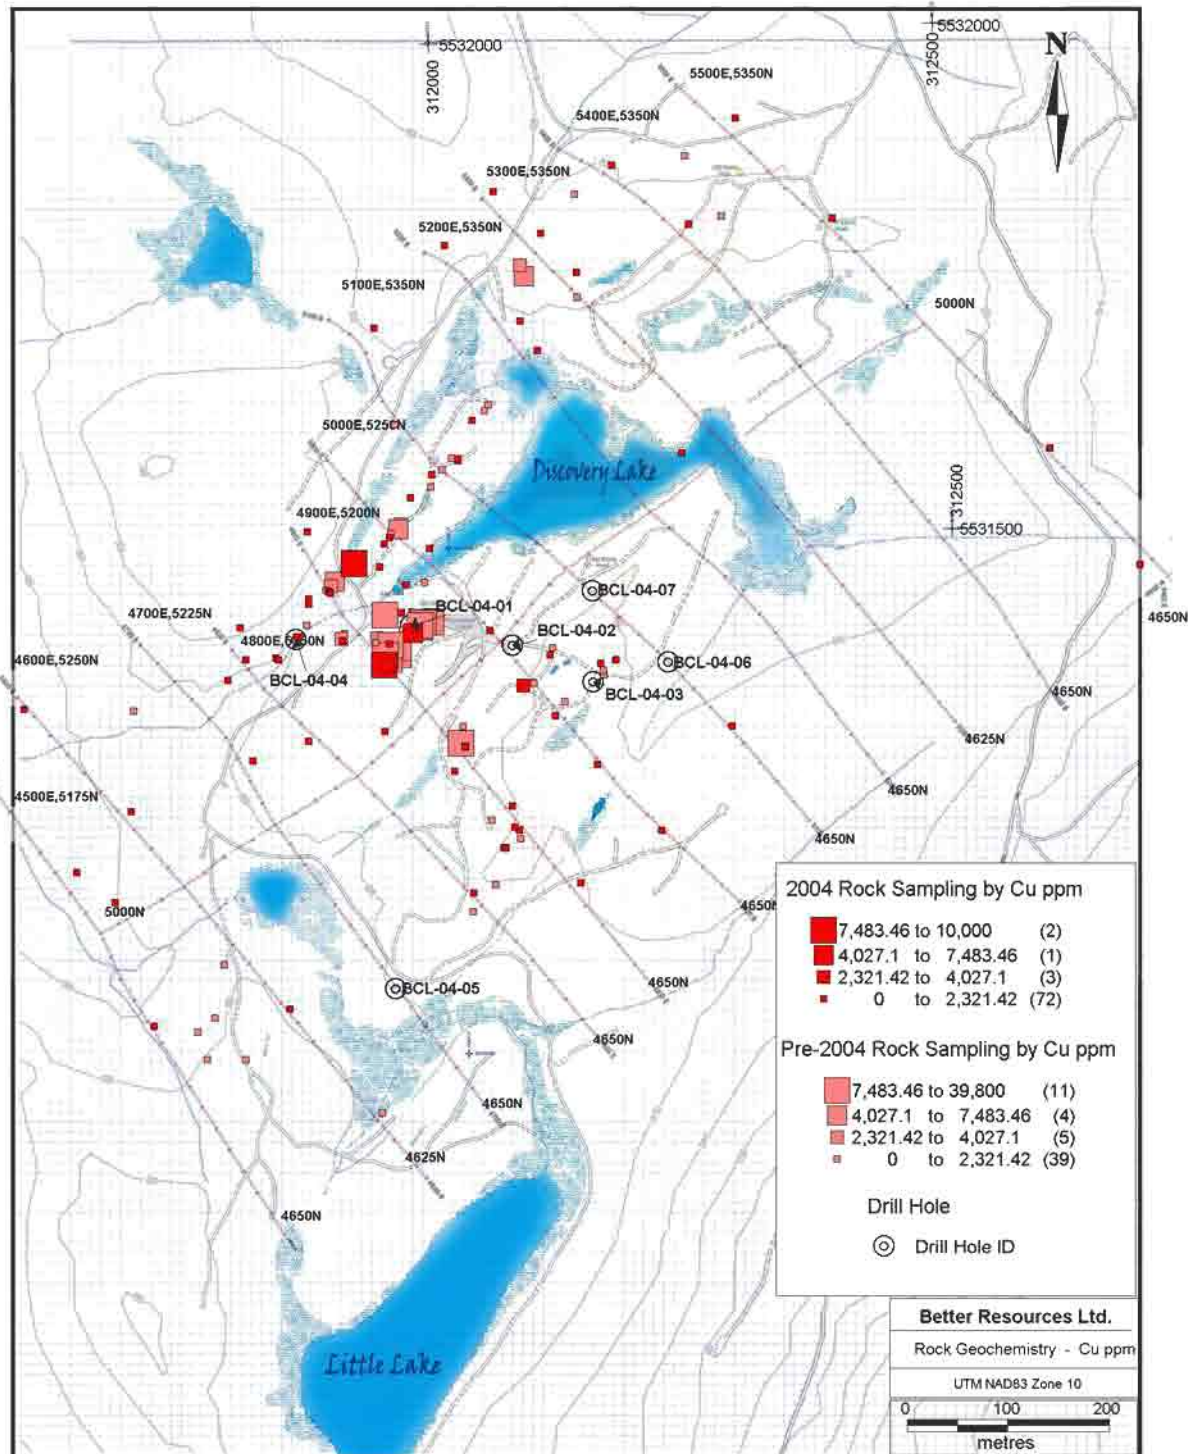 5532000
5532000
312000
312500
N
5500E,5350N
5400E,5350N
5300E,5350N
5200E,5350N
5100E,5350N
5000N
5000E,525
Discovery Lake
4900E,5200N
312500
5531500
BCL-04-07
BCL-04-01
4700E,5225N
4650N
BCL-04-02
4800E,5250N
4600E,5250N
BCL-04-06
BCL-04-04
BCL-04-03
4650N
4625N
4650N
4500E,5175N
4650N
2004 Rock Sampling by Cu ppm
7,483.46 to 10,000 (2)
4,027.1 to 7,483.46 (1)
2,321.42 to 4,027.1 (3)
0 to 2,321.42 (72)
5000N
4650N
4650N
BCL-04-05
4650N
Pre-2004 Rock Sampling by Cu ppm
7,483.46 to 39,800 (11)
4,027.1 to 7,483.46 (4)
2,321.42 to 4,027.1 (5)
0 to 2,321.42 (39)
4650N
4625N
Drill Hole
4650N
Drill Hole ID
Better Resources Ltd.
Rock Geochemistry - Cu ppm
Little Lake
UTM NAD83 Zone 10
0 100 200
metres